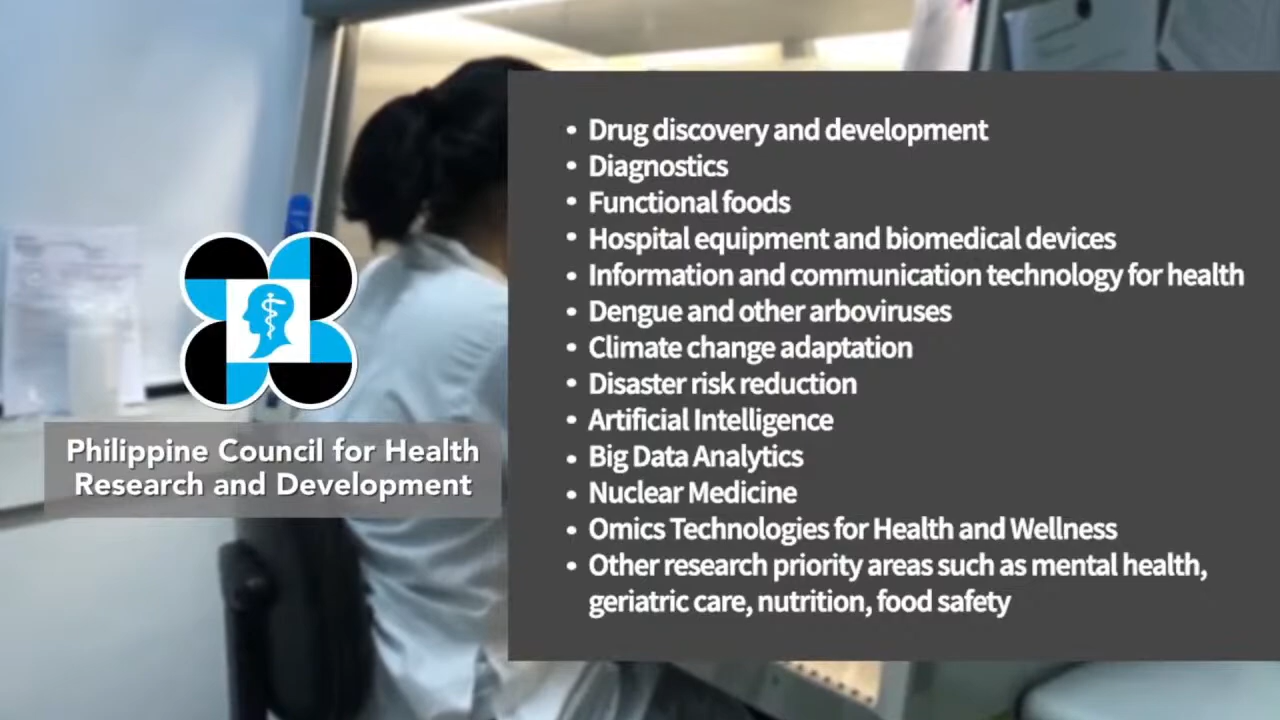 Philippine Council for Health
Research and Development
• Drug discovery and development
• Diagnostics
• Functional foods
• Hospital equipment and biomedical devices
• Information and communication technology for health
• Dengue and other arboviruses
• Climate change adaptation
• Disaster risk reduction
• Artificial Intelligence
• Big Data Analytics
• Nuclear Medicine
• Omics Technologies for Health and Wellness
• Other research priority areas such as mental health,
geriatric care, nutrition, food safety